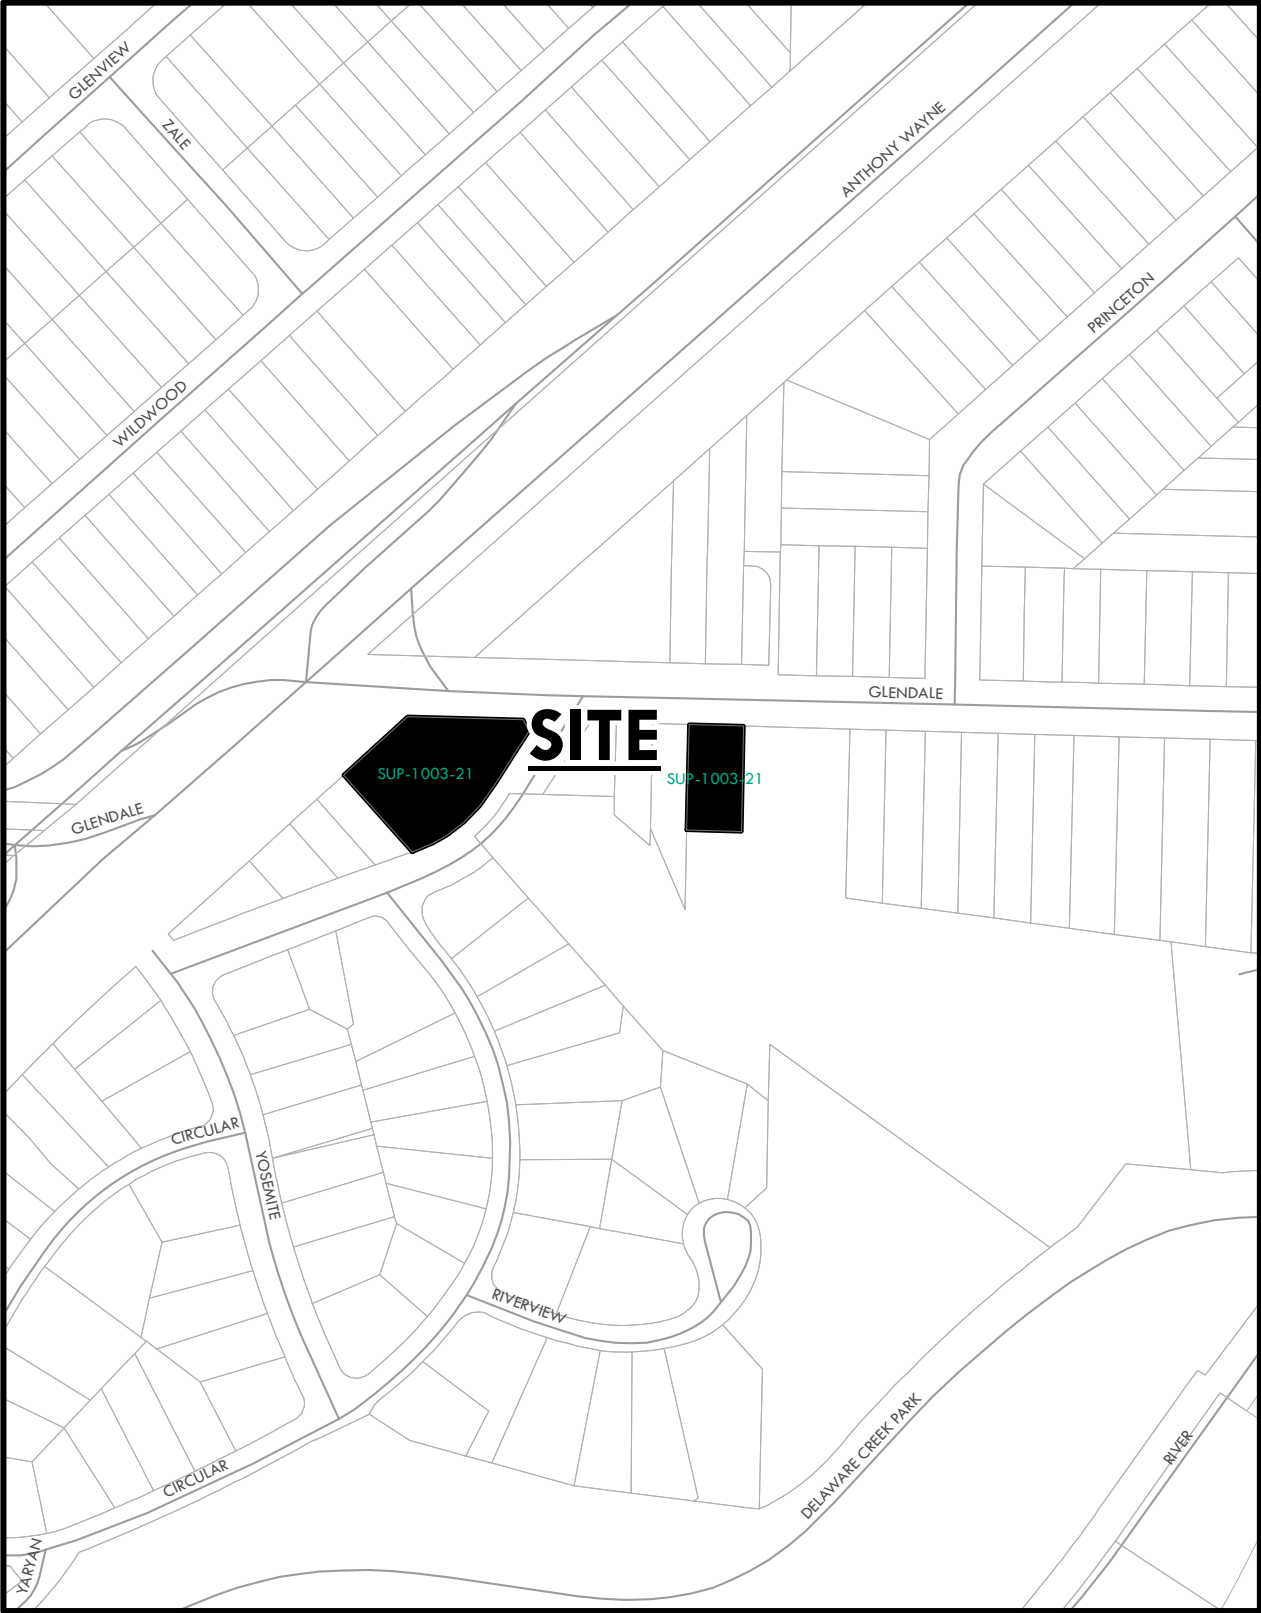 GLENVIEW
ZALE
ANTHONY WAYNE
PRINCETON
WILDWOOD
GLENDALE
SITE
SUP-1003-21
SUP-1003-21
GLENDALE
CIRCULAR
YOSEMITE
RIVERVIEW
DELAWARE CREEK PARK
RIVER
CIRCULAR
YARYAN